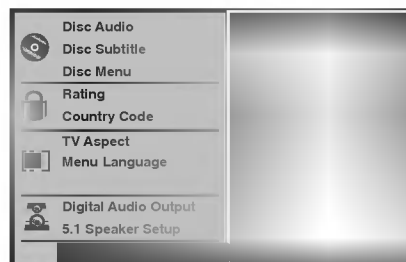 Disc Audio
Disc Subtitle
Disc Menu
Rating
Country Code
TV Aspect
Menu Language
Digital Audio Output
5.1 Speaker Setup